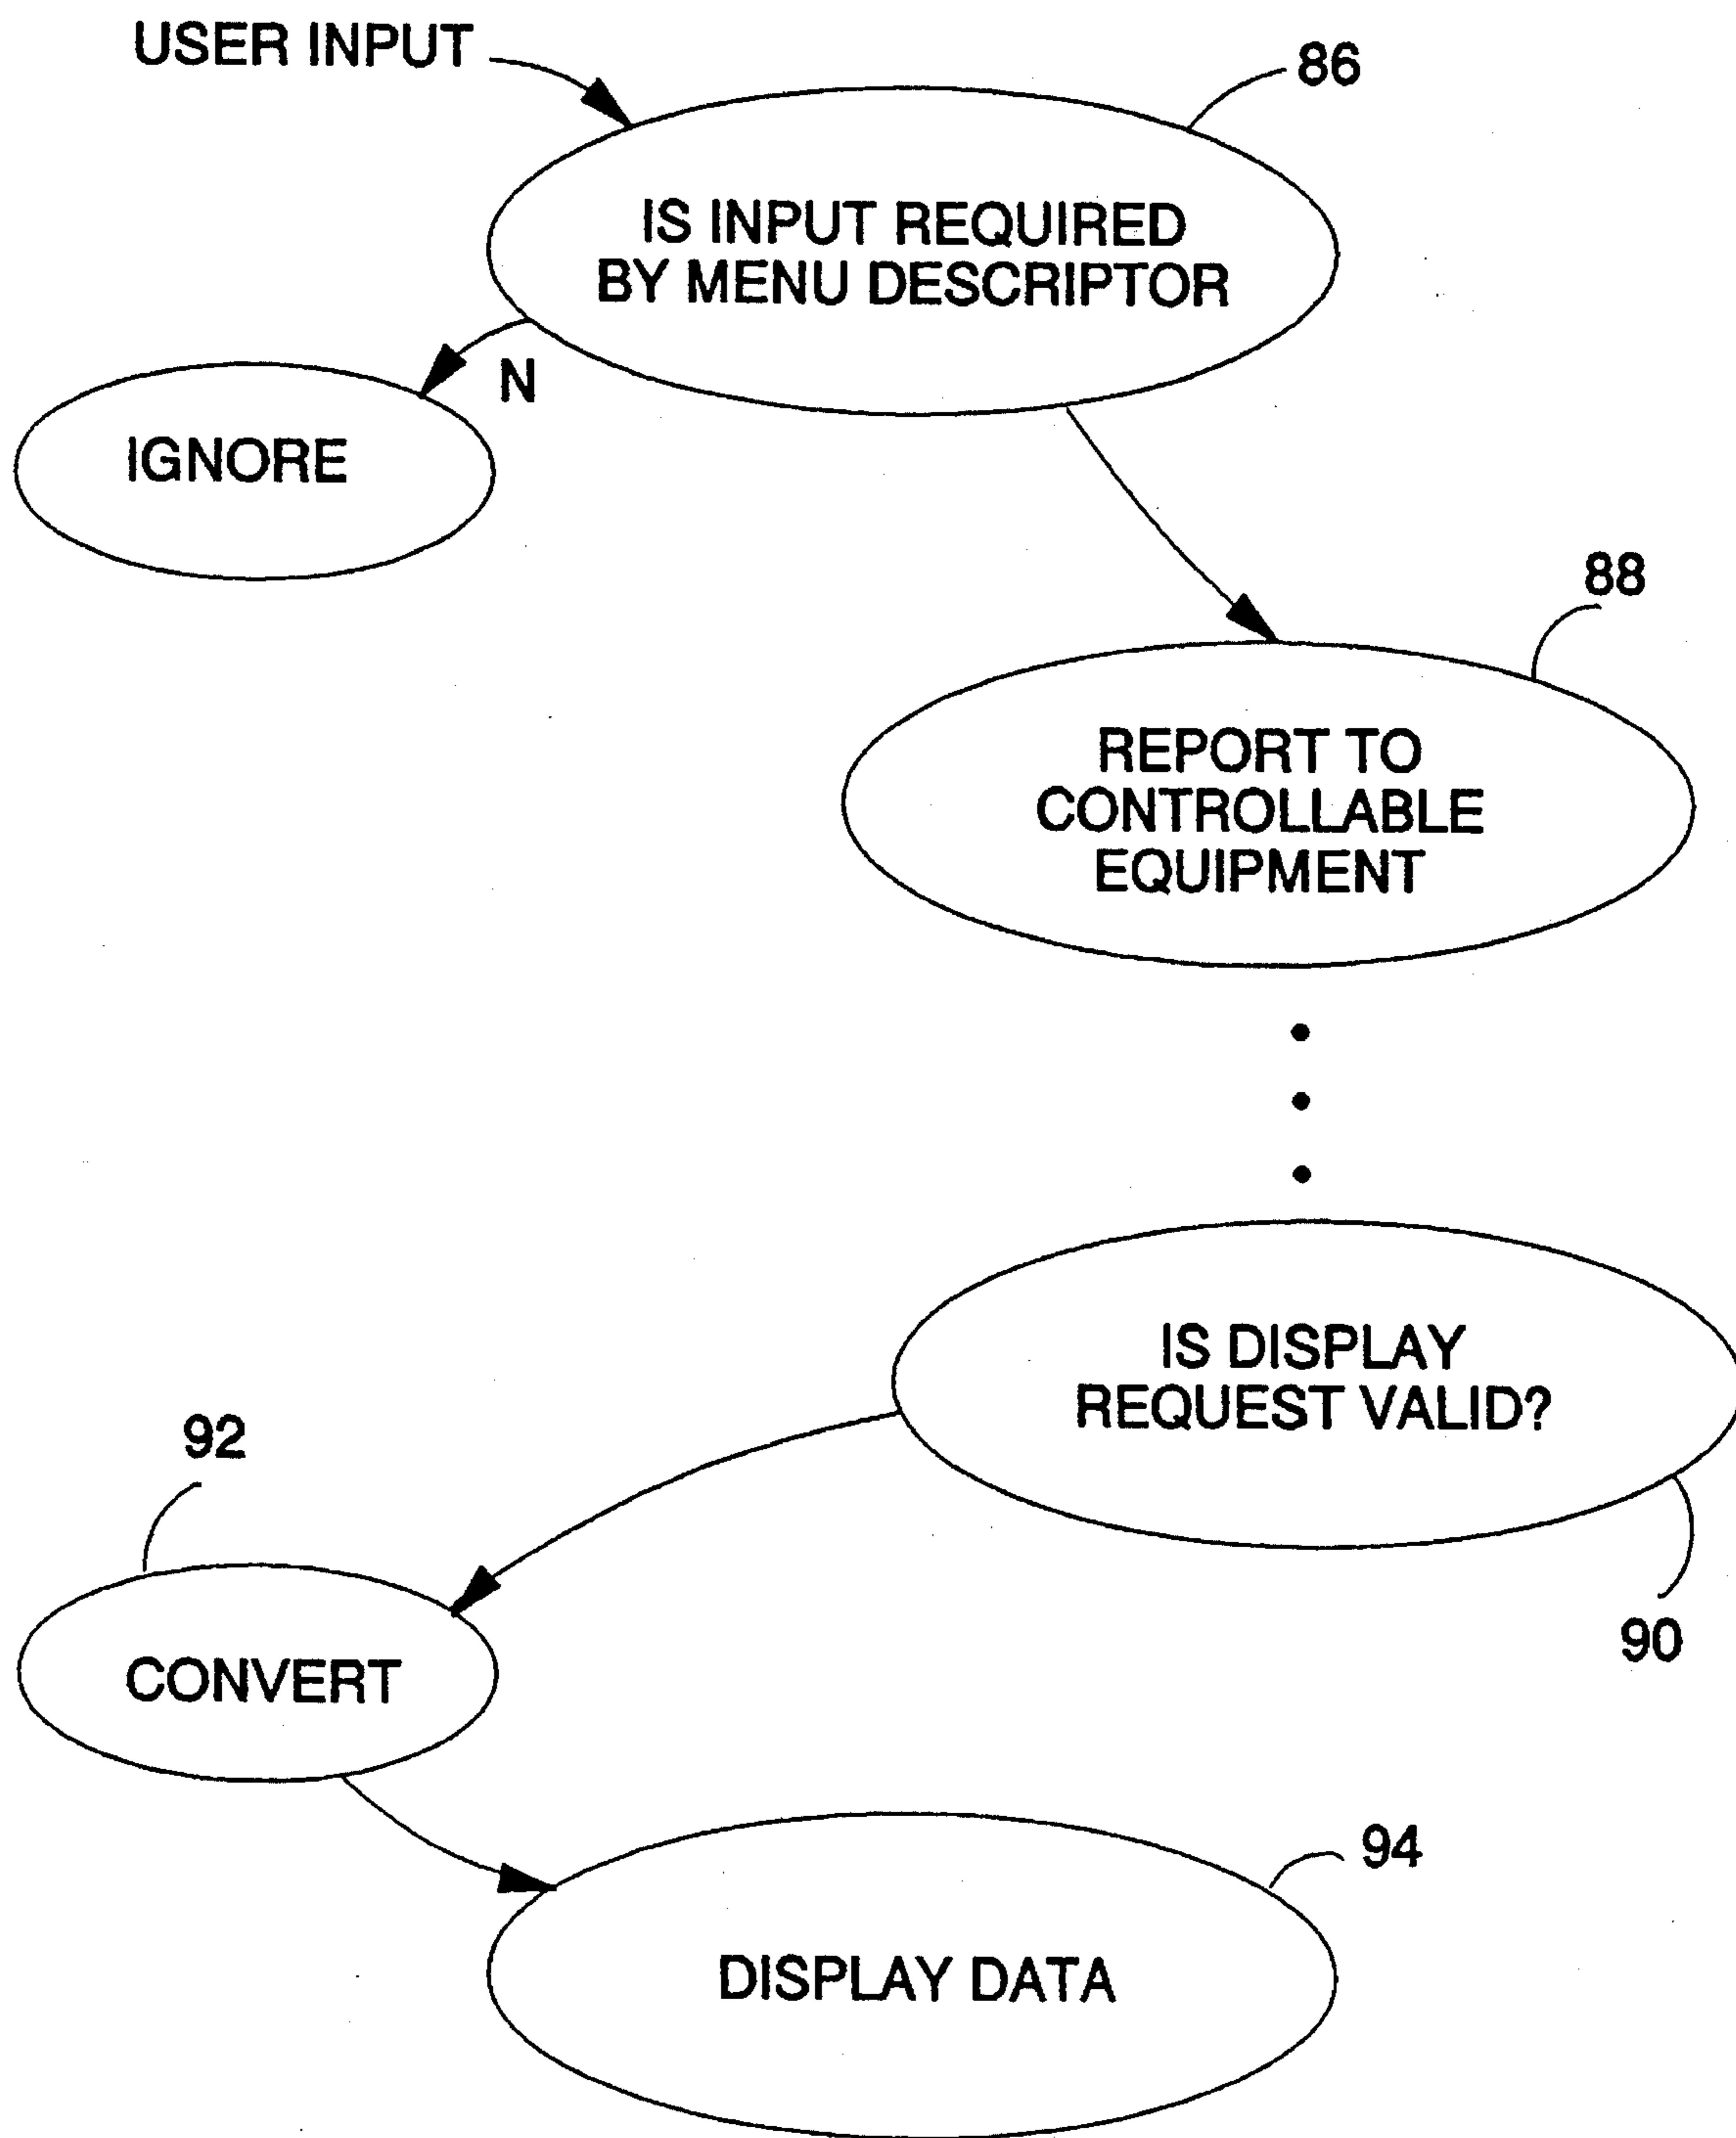 USER INPUT
86
IS INPUT REQUIRED
BY MENU DESCRIPTOR
N
IGNORE
88
REPORT TO
CONTROLLABLE
EQUIPMENT
IS DISPLAY
REQUEST VALID?
92
90
CONVERT
94
DISPLAY DATA